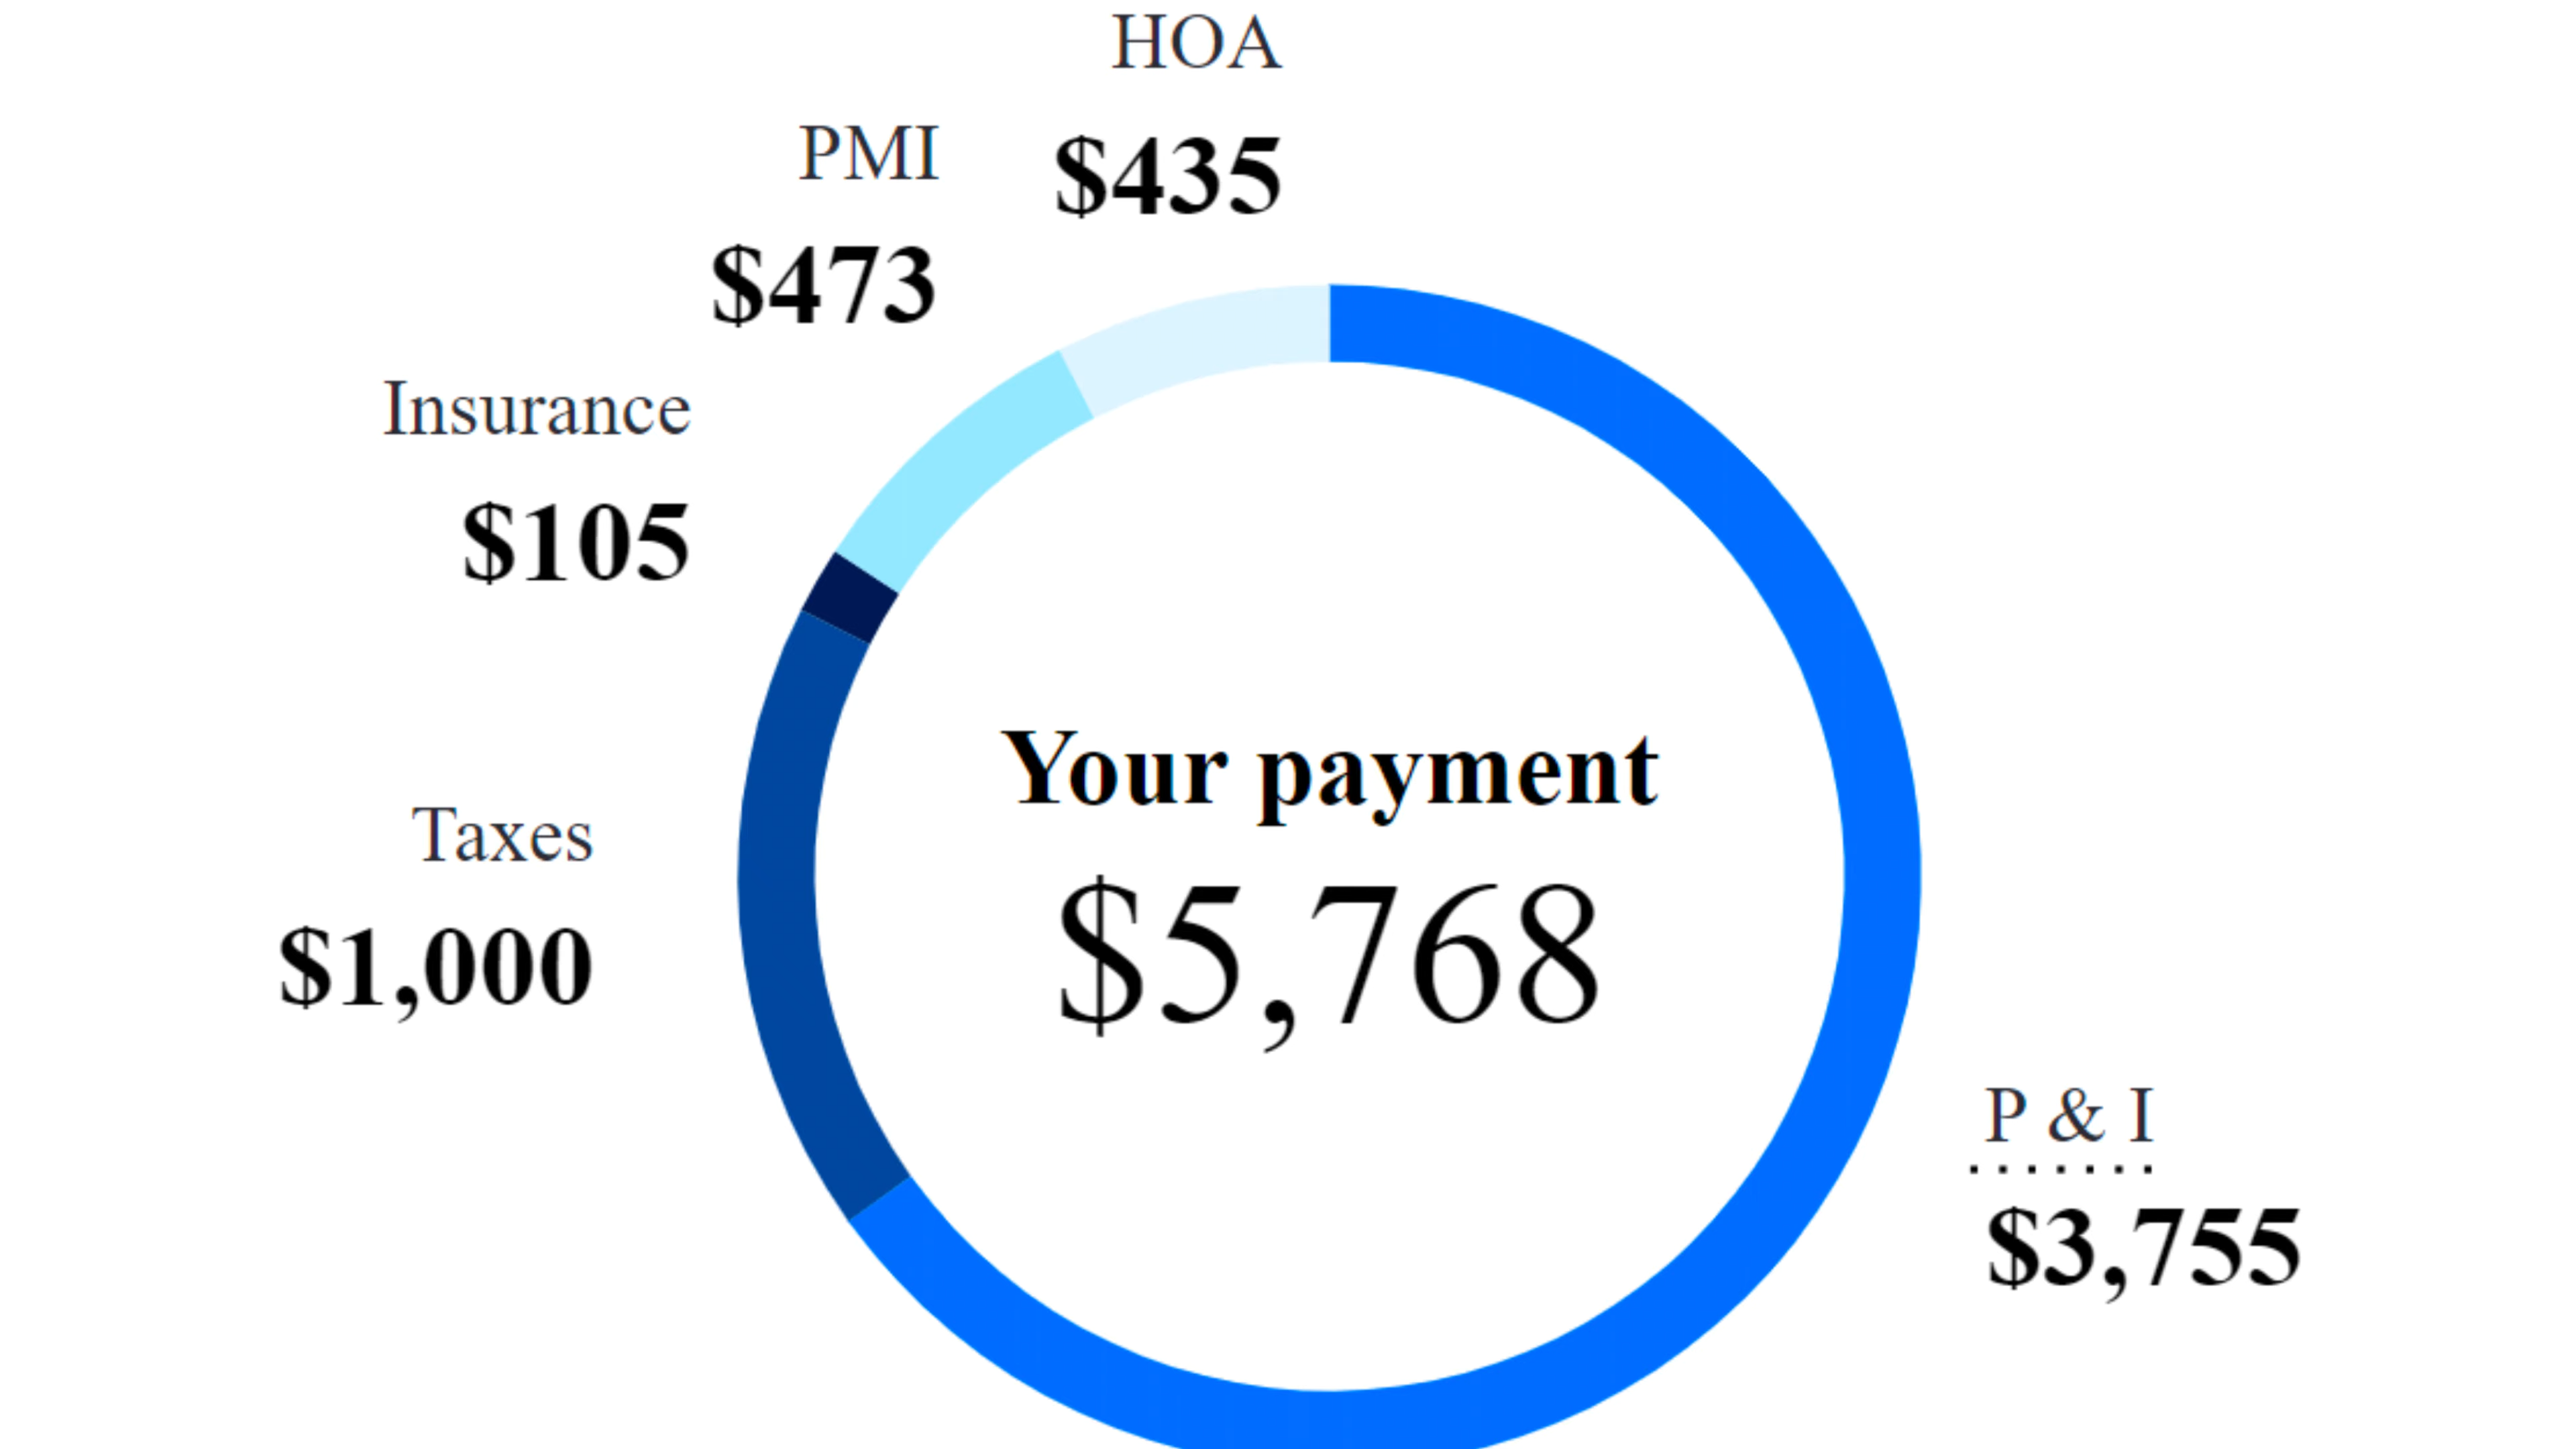 HOA
$435
PMI
$473
Insurance
$105
Your payment
$5,768
Taxes
$1,000
P & I
$3,755